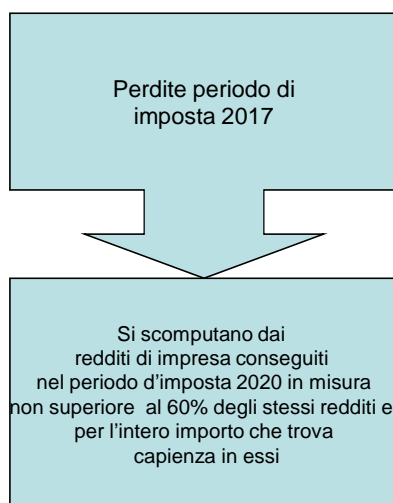 Perdite periodo di
imposta 2017
Si scomputano dai
redditi di impresa conseguiti
nel periodo d'imposta 2020 in misura
non superiore al 60% degli stessi redditi e
per l'intero importo che trova
capienza in essi